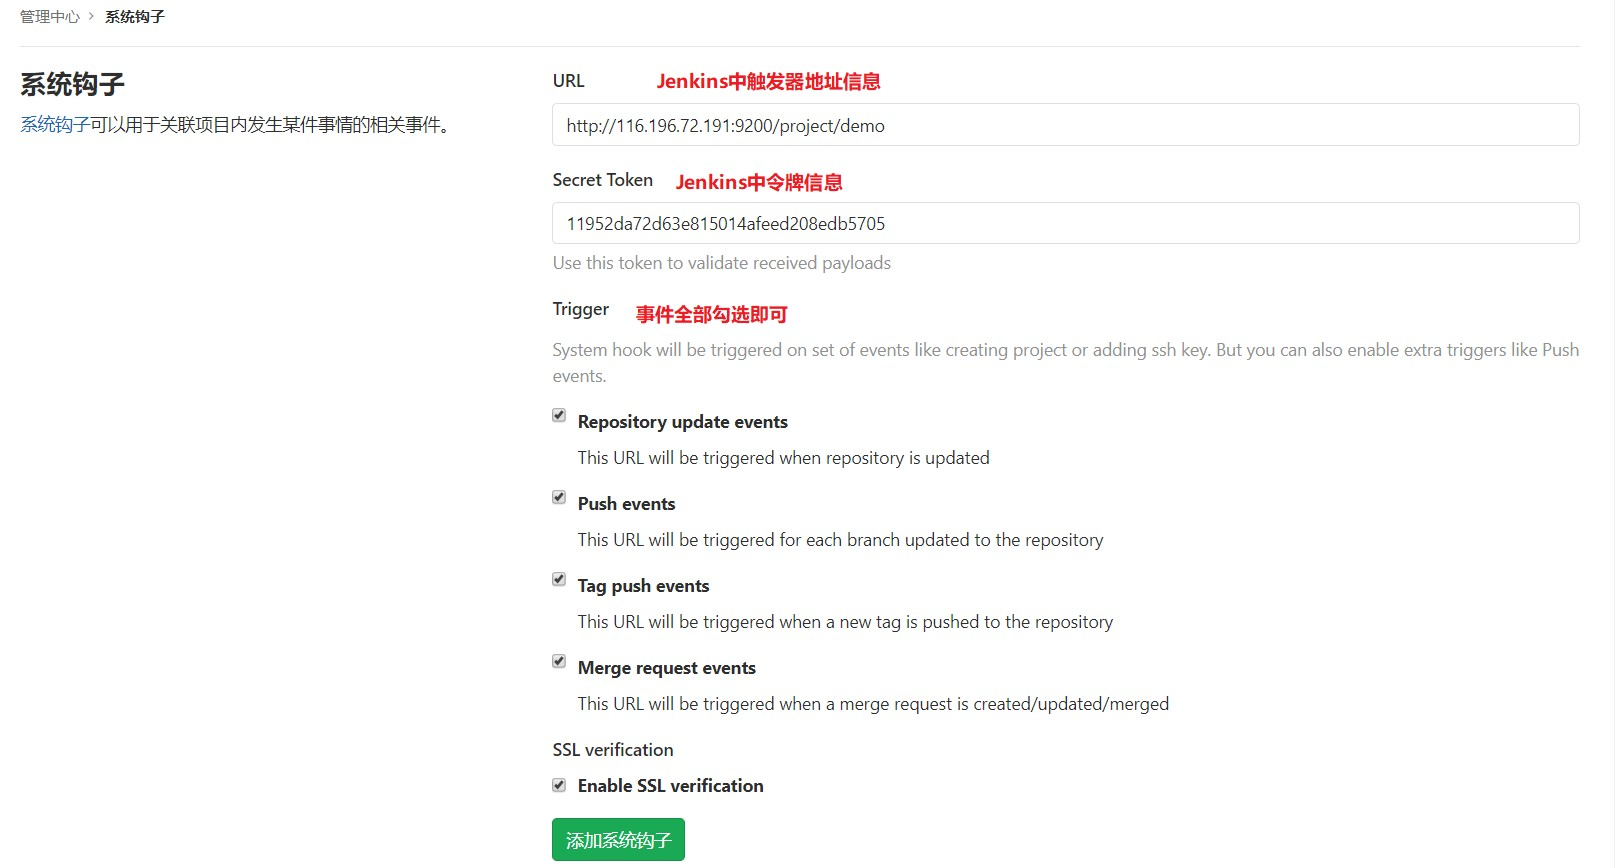 管理中心 › 系统钩子
系统钩子
系统钩子可以用于关联项目内发生某件事情的相关事件。
URL Jenkins中触发器地址信息
http://116.196.72.191:9200/project/demo
Secret Token Jenkins中令牌信息
11952da72d63e815014afeed208edb5705
Use this token to validate received payloads
Trigger 事件全部勾选即可
System hook will be triggered on set of events like creating project or adding ssh key. But you can also enable extra triggers like Push
events.
Repository update events
This URL will be triggered when repository is updated
Push events
This URL will be triggered for each branch updated to the repository
Tag push events
This URL will be triggered when a new tag is pushed to the repository
Merge request events
This URL will be triggered when a merge request is created/updated/merged
SSL verification
Enable SSL verification
添加系统钩子